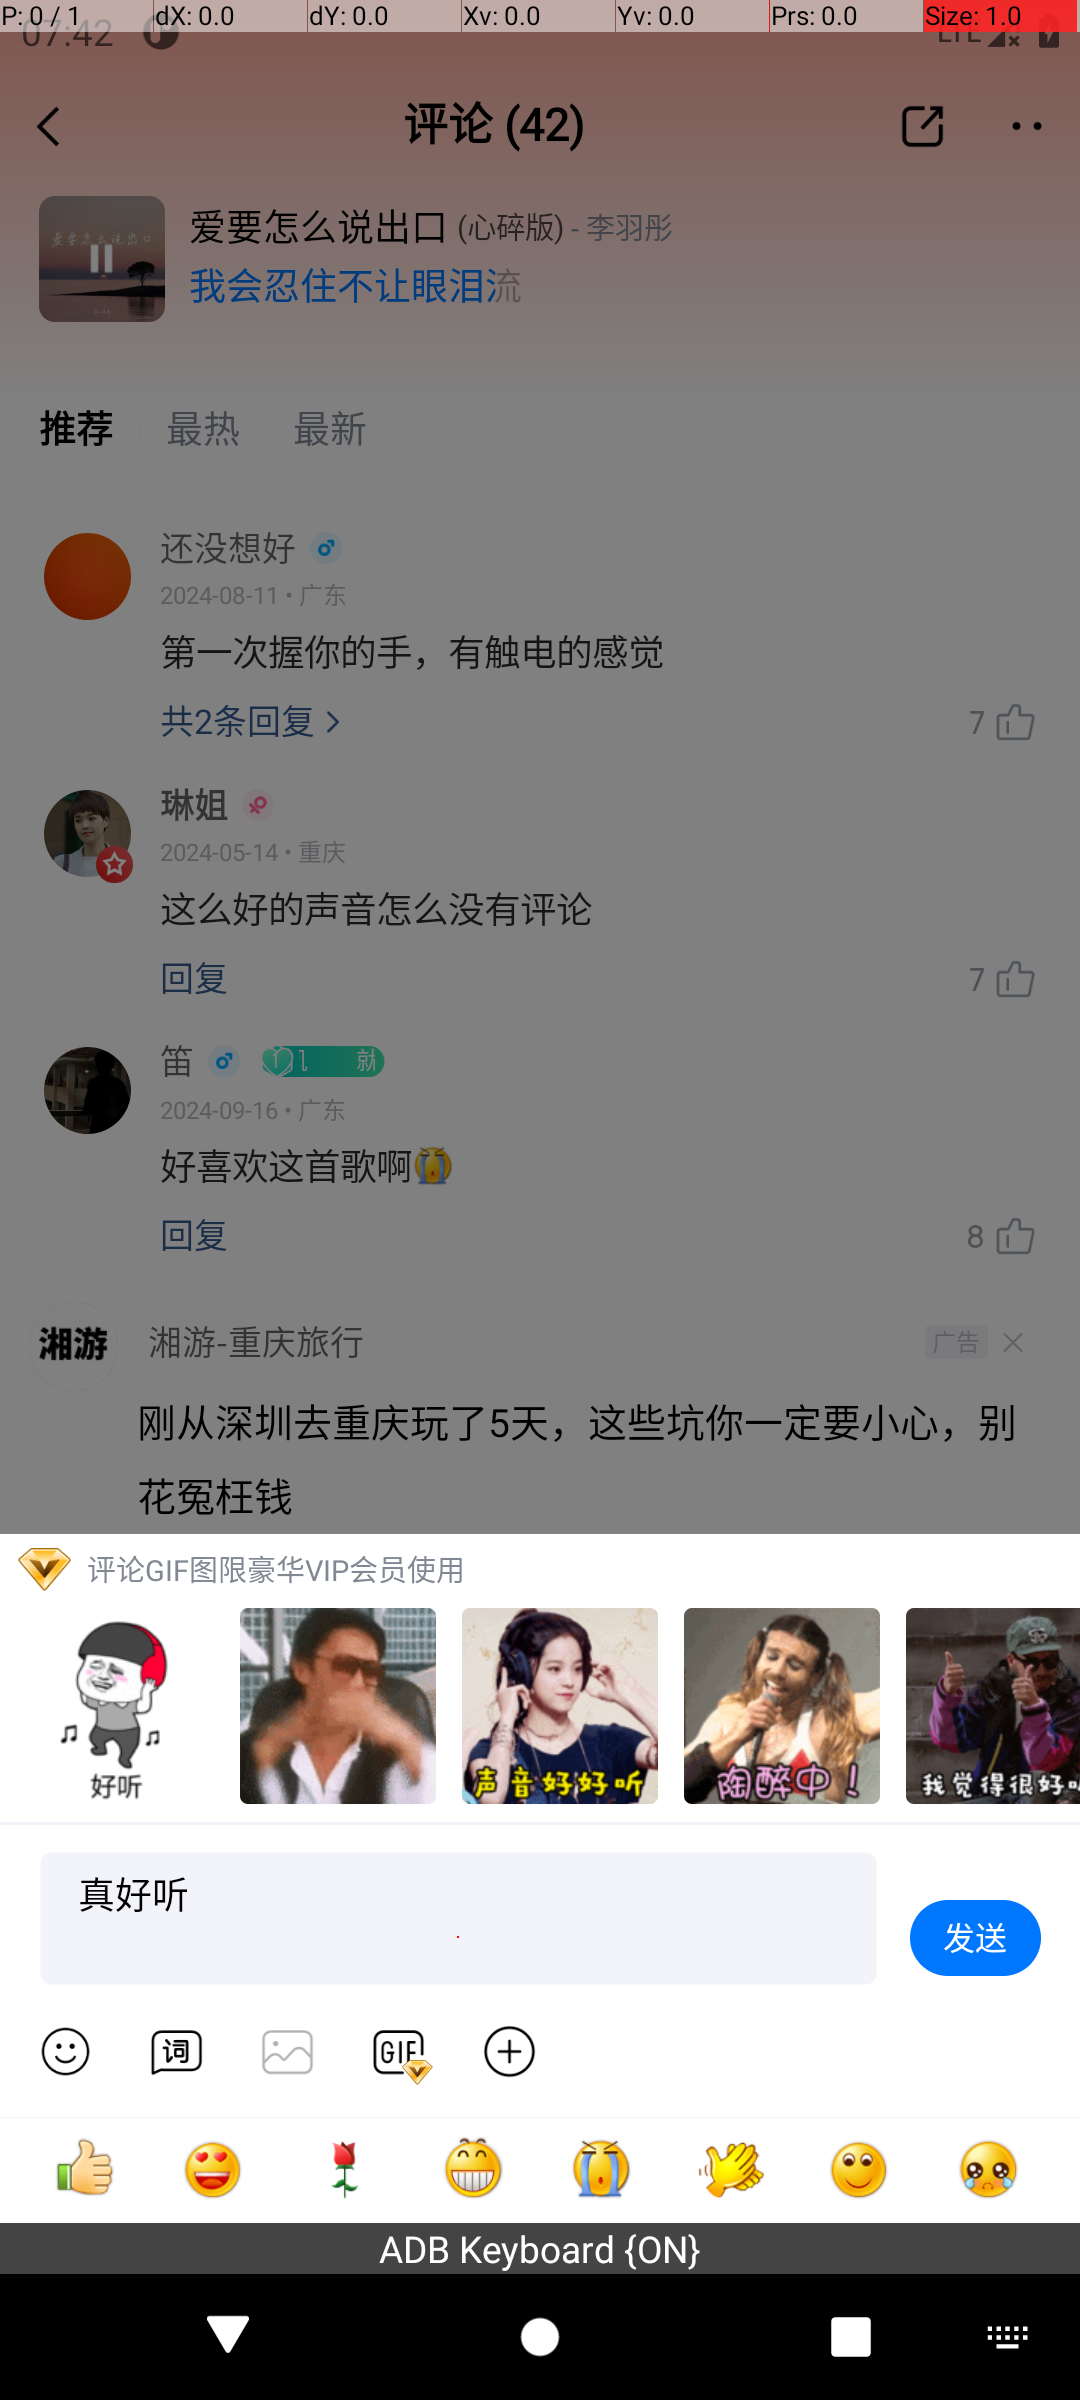 P: 0 / 1 dX: 0.0 dY: 0.0 Xv: 0.0 Yv: 0.0 Prs: 0.0 Size: 1.0
07:42 LTE
评论 (42)
爱要怎么说出口 (心碎版) - 李羽彤
爱要怎么说出口
我会忍住不让眼泪流
推荐 最热 最新
还没想好
2024-08-11 • 广东
第一次握你的手，有触电的感觉
共2条回复
7
琳姐
2024-05-14 • 重庆
这么好的声音怎么没有评论
回复
7
笛
就
2024-09-16 • 广东
好喜欢这首歌啊
回复
8
湘游 湘游-重庆旅行 广告
刚从深圳去重庆玩了5天，这些坑你一定要小心，别
花冤枉钱
评论GIF图限豪华VIP会员使用
好听
声音好好听
陶醉中！
我觉得很好听
真好听
发送
词 GIF
ADB Keyboard {ON}